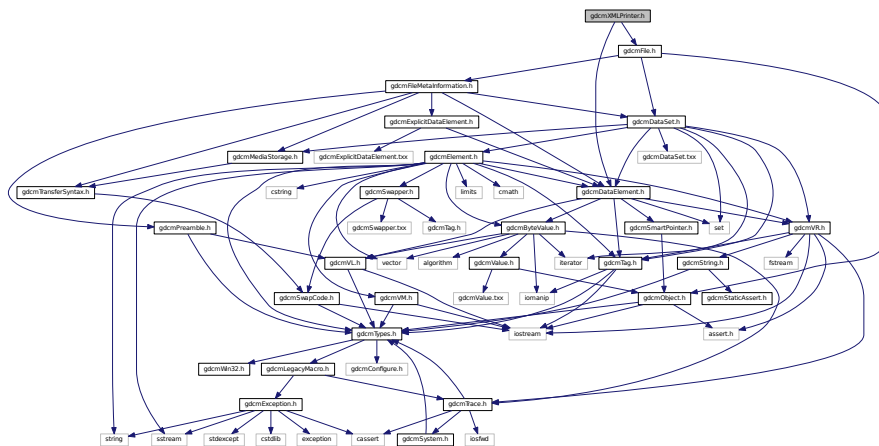 gdcmXMLPrinter.h
gdcmFile.h
gdcmFileMetaInformation.h
gdcmExplicitDataElement.h
gdcmDataSet.h
gdcmMediaStorage.h
gdcmExplicitDataElement.txx
gdcmElement.h
gdcmDataSet.txx
gdcmTransferSyntax.h
cstring
gdcmSwapper.h
limits
cmath
gdcmDataElement.h
gdcmPreamble.h
gdcmSwapper.txx
gdcmTag.h
gdcmByteValue.h
gdcmSmartPointer.h
set
gdcmVR.h
gdcmVL.h
vector
algorithm
gdcmValue.h
iterator
gdcmTag.h
gdcmString.h
fstream
gdcmSwapCode.h
gdcmVM.h
gdcmValue.txx
iomanip
gdcmObject.h
gdcmStaticAssert.h
gdcmTypes.h
iostream
assert.h
gdcmWin32.h
gdcmLegacyMacro.h
gdcmConfigure.h
gdcmException.h
gdcmTrace.h
string
sstream
stdexcept
cstdlib
exception
cassert
gdcmSystem.h
iosfwd